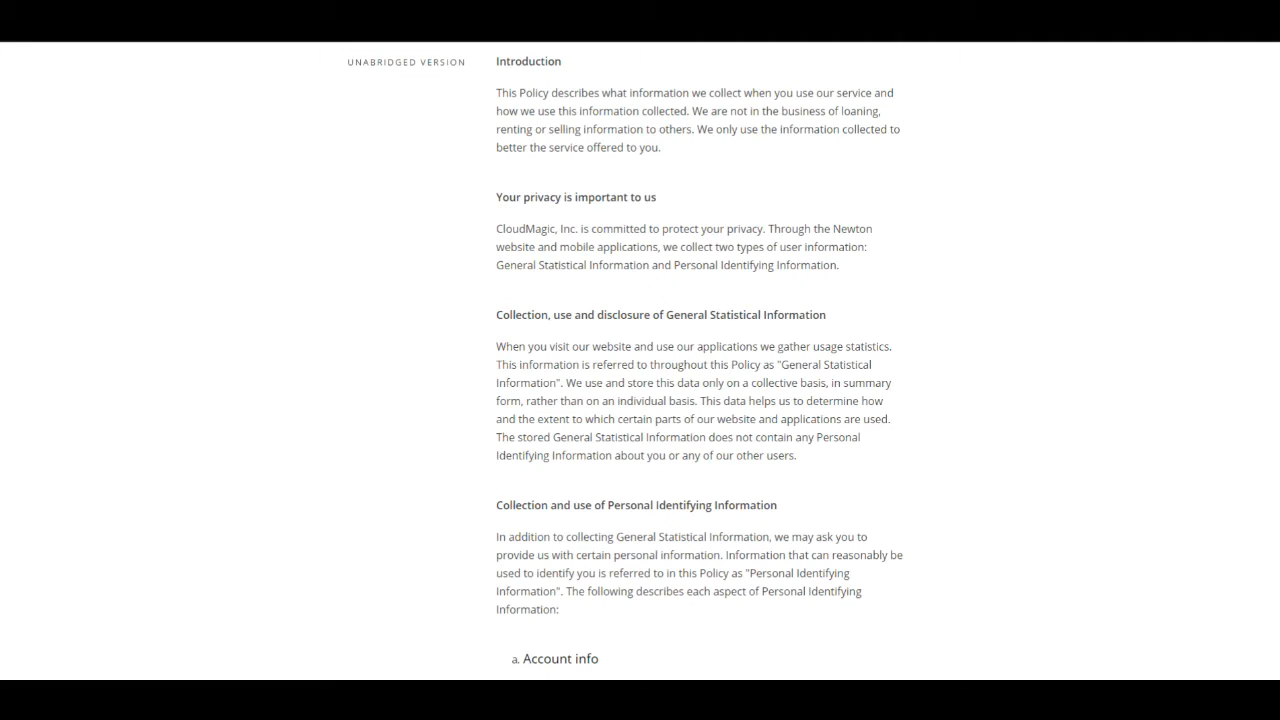 UNABRIDGED VERSION
Introduction
This Policy describes what information we collect when you use our service and
how we use this information collected. We are not in the business of loaning,
renting or selling information to others. We only use the information collected to
better the service offered to you.
Your privacy is important to us
CloudMagic, Inc. is committed to protect your privacy. Through the Newton
website and mobile applications, we collect two types of user information:
General Statistical Information and Personal Identifying Information.
Collection, use and disclosure of General Statistical Information
When you visit our website and use our applications we gather usage statistics.
This information is referred to throughout this Policy as "General Statistical
Information". We use and store this data only on a collective basis, in summary
form, rather than on an individual basis. This data helps us to determine how
and the extent to which certain parts of our website and applications are used.
The stored General Statistical Information does not contain any Personal
Identifying Information about you or any of our other users.
Collection and use of Personal Identifying Information
In addition to collecting General Statistical Information, we may ask you to
provide us with certain personal information. Information that can reasonably be
used to identify you is referred to in this Policy as "Personal Identifying
Information". The following describes each aspect of Personal Identifying
Information:
a. Account info